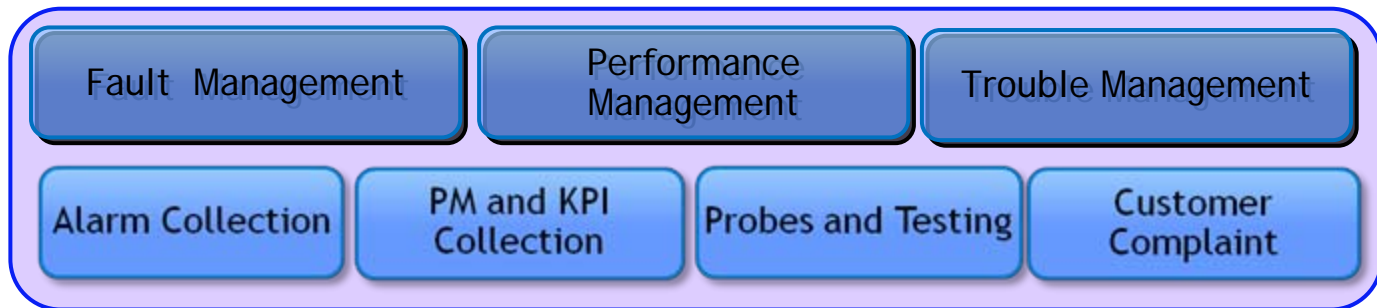 Fault Management
Performance
Management
Trouble Management
Alarm Collection
PM and KPI
Collection
Probes and Testing
Customer
Complaint